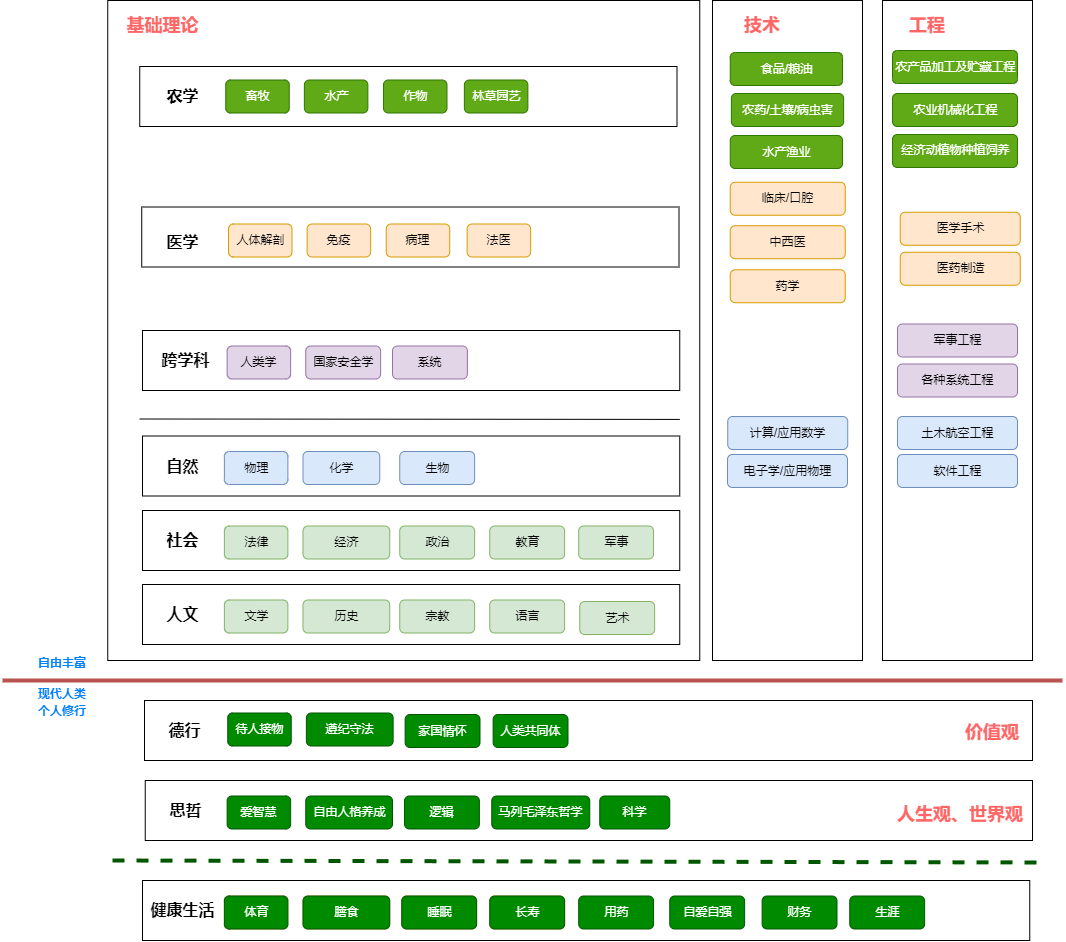 基础理论
技术
工程
农学
畜牧
水产
作物
林草园艺
食品/粮油
农药/土壤/病虫害
水产渔业
农产品加工及贮藏工程
农业机械化工程
经济动植物种植饲养
医学
人体解剖
免疫
病理
法医
临床/口腔
中西医
药学
医学手术
医药制造
跨学科
人类学
国家安全学
系统
军事工程
各种系统工程
自然
物理
化学
生物
计算/应用数学
电子学/应用物理
土木航空工程
软件工程
社会
法律
经济
政治
教育
军事
人文
文学
历史
宗教
语言
艺术
自由丰富
现代人类
个人修行
德行
待人接物
遵纪守法
家国情怀
人类共同体
价值观
思哲
爱智慧
自由人格养成
逻辑
马列毛泽东哲学
科学
人生观、世界观
健康生活
体育
膳食
睡眠
长寿
用药
自爱自强
财务
生涯